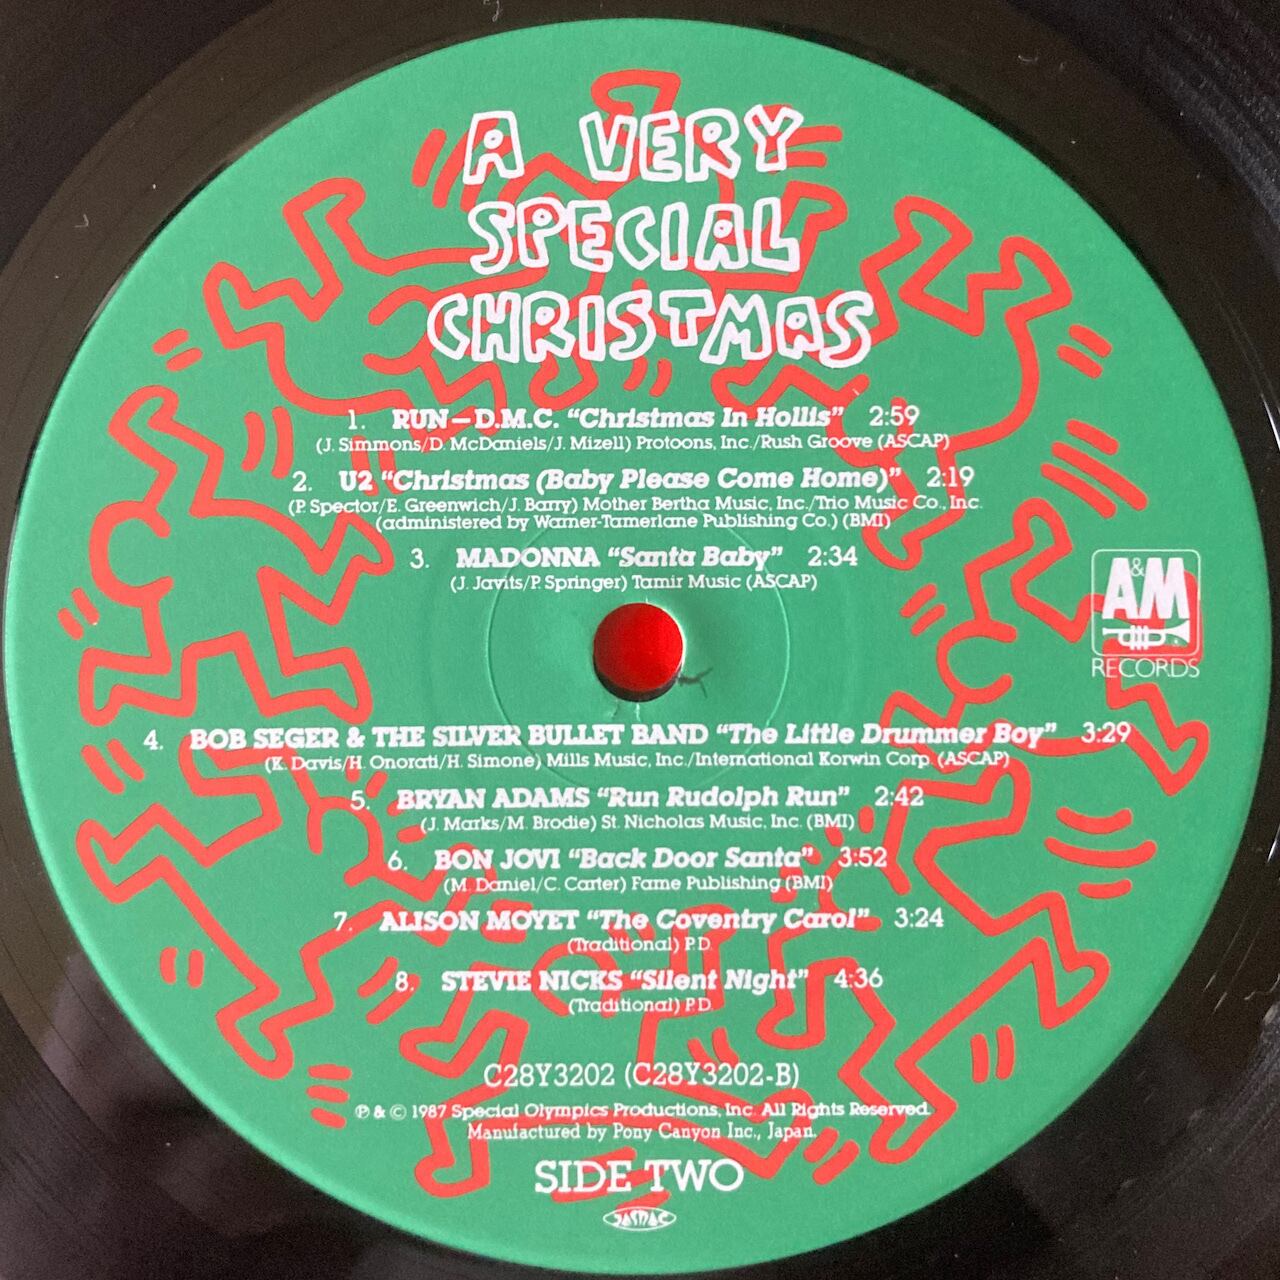 A VERY
SPECIAL
CHRISTMAS
1. RUN–D.M.C. “Christmas In Hollis” 2:59
(J. Simmons/D. McDaniels/J. Mizell) Protoons, Inc./Rush Groove (ASCAP)
2. U2 “Christmas (Baby Please Come Home)” 2:19
(P. Spector/E. Greenwich/J. Barry) Mother Bertha Music, Inc./Trio Music Co., Inc.
(administered by Warner-Tamerlane Publishing Co.) (BMI)
3. MADONNA “Santa Baby” 2:34
(J. Javits/P. Springer) Tamir Music (ASCAP)
A&M
RECORDS
4. BOB SEGER & THE SILVER BULLET BAND “The Little Drummer Boy” 3:29
(K. Davis/H. Onorati/H. Simone) Mills Music, Inc./International Korwin Corp. (ASCAP)
5. BRYAN ADAMS “Run Rudolph Run” 2:42
(J. Marks/M. Brodie) St. Nicholas Music, Inc. (BMI)
6. BON JOVI “Back Door Santa” 3:52
(M. Daniel/C. Carter) Fame Publishing (BMI)
7. ALISON MOYET “The Coventry Carol” 3:24
(Traditional) P.D.
8. STEVIE NICKS “Silent Night” 4:36
(Traditional) P.D.
C28Y3202 (C28Y3202-B)
℗ & © 1987 Special Olympics Productions, Inc. All Rights Reserved.
Manufactured by Pony Canyon Inc., Japan.
SIDE TWO
JASRAC